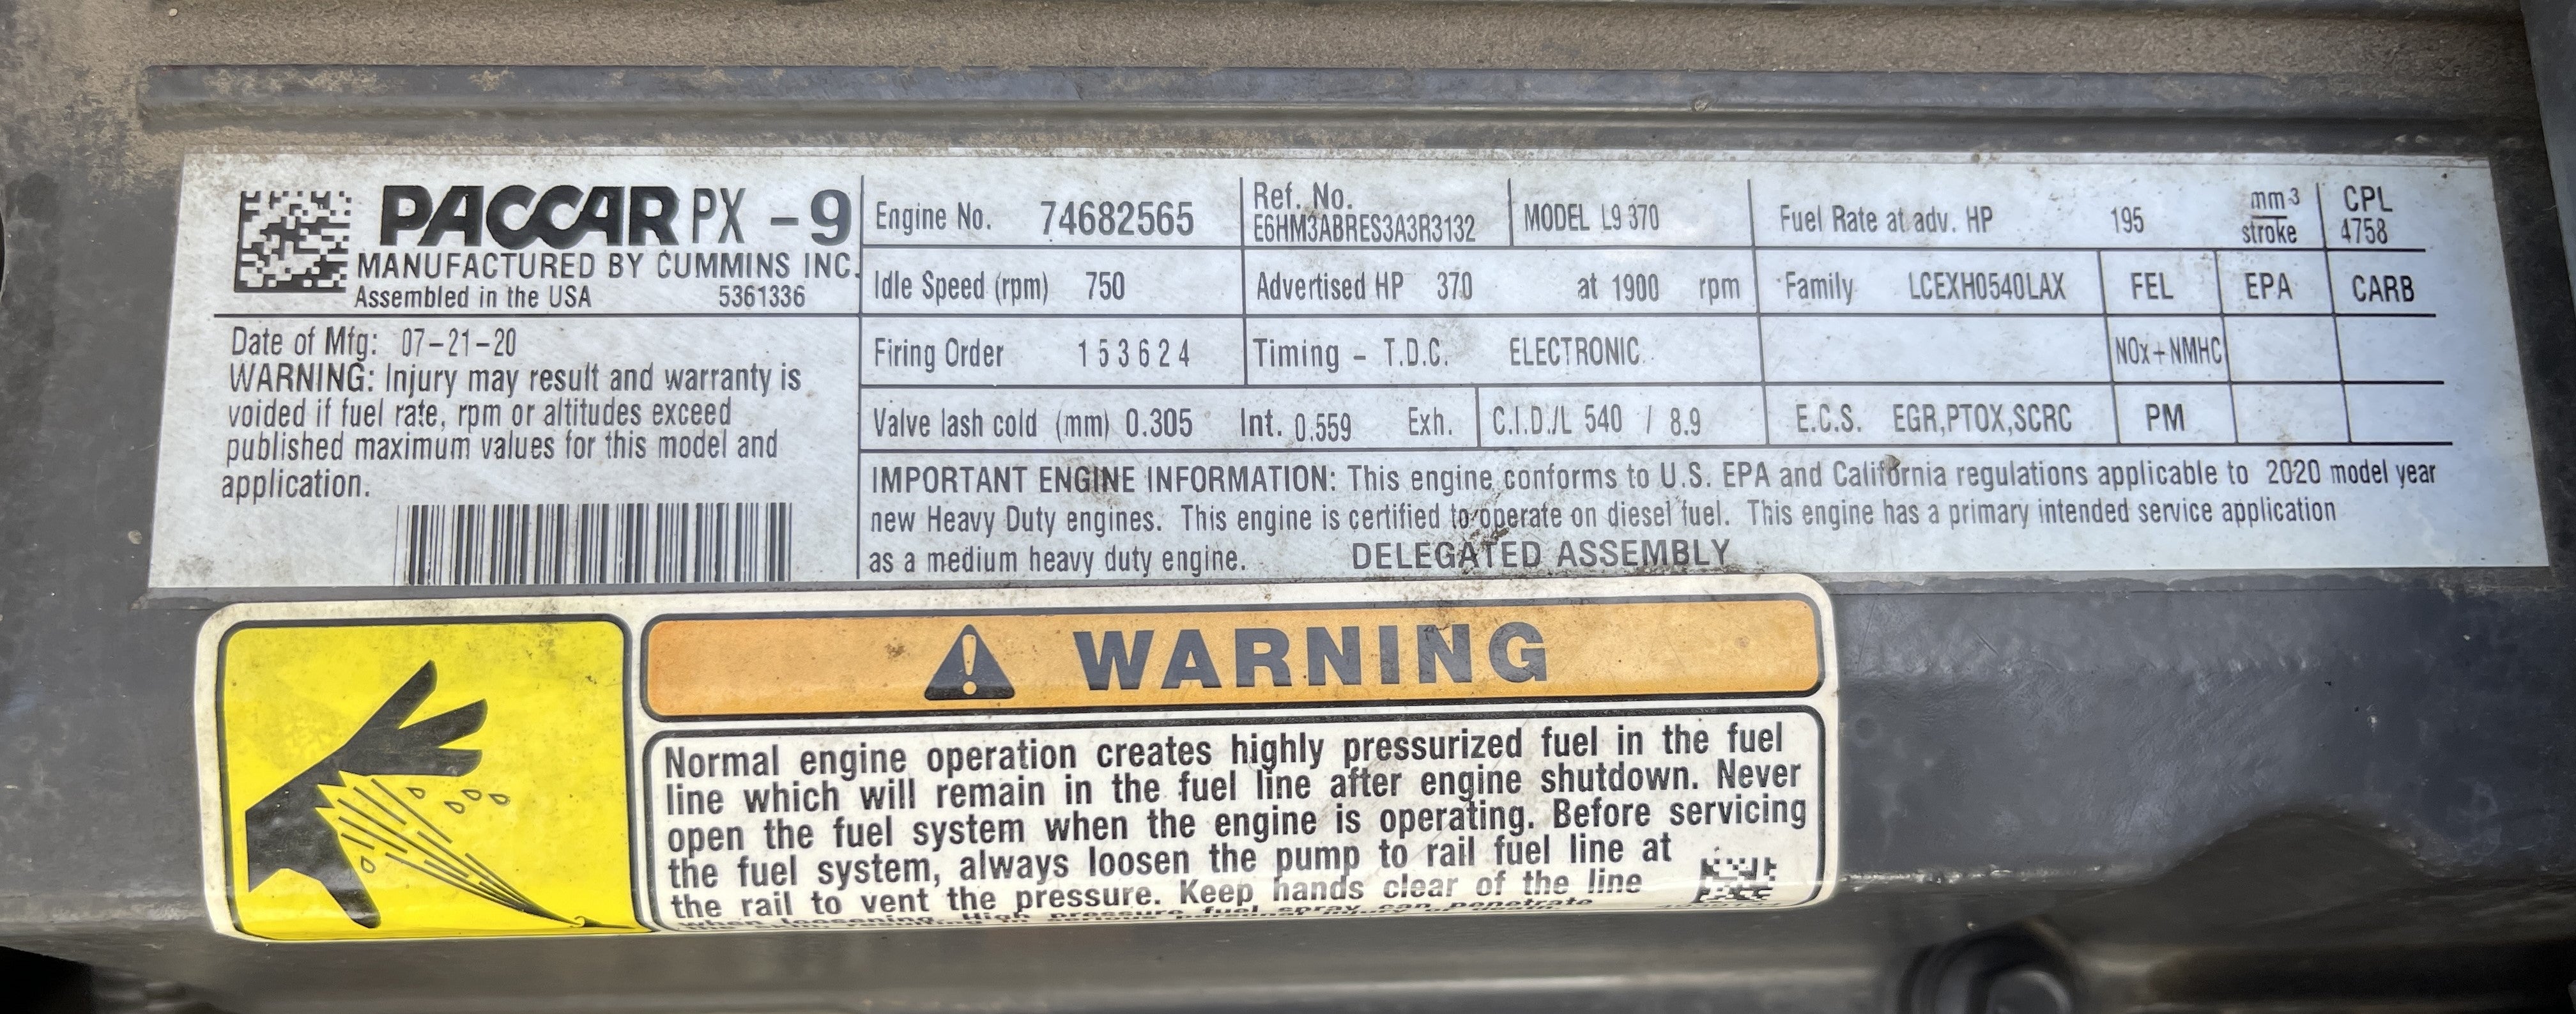 PACCAR PX -9
MANUFACTURED BY CUMMINS INC.
Assembled in the USA 5361336
Date of Mfg: 07-21-20
WARNING: Injury may result and warranty is
voided if fuel rate, rpm or altitudes exceed
published maximum values for this model and
application.
Engine No. 74682565 Ref. No. E6HM3ABRES3A3R3132 MODEL L9 370 Fuel Rate at adv. HP 195 mm3 stroke CPL 4758
Idle Speed (rpm) 750 Advertised HP 370 at 1900 rpm Family LCEXH0540LAX FEL EPA CARB
Firing Order 1 5 3 6 2 4 Timing - T.D.C. ELECTRONIC NOx+NMHC
Valve lash cold (mm) 0.305 Int. 0.559 Exh. C.I.D./L 540 / 8.9 E.C.S. EGR,PTOX,SCRC PM
IMPORTANT ENGINE INFORMATION: This engine conforms to U.S. EPA and California regulations applicable to 2020 model year
new Heavy Duty engines. This engine is certified to operate on diesel fuel. This engine has a primary intended service application
as a medium heavy duty engine. DELEGATED ASSEMBLY
WARNING
Normal engine operation creates highly pressurized fuel in the fuel
line which will remain in the fuel line after engine shutdown. Never
open the fuel system when the engine is operating. Before servicing
the fuel system, always loosen the pump to rail fuel line at
the rail to vent the pressure. Keep hands clear of the line
when loosening. High pressure fuel spray can penetrate